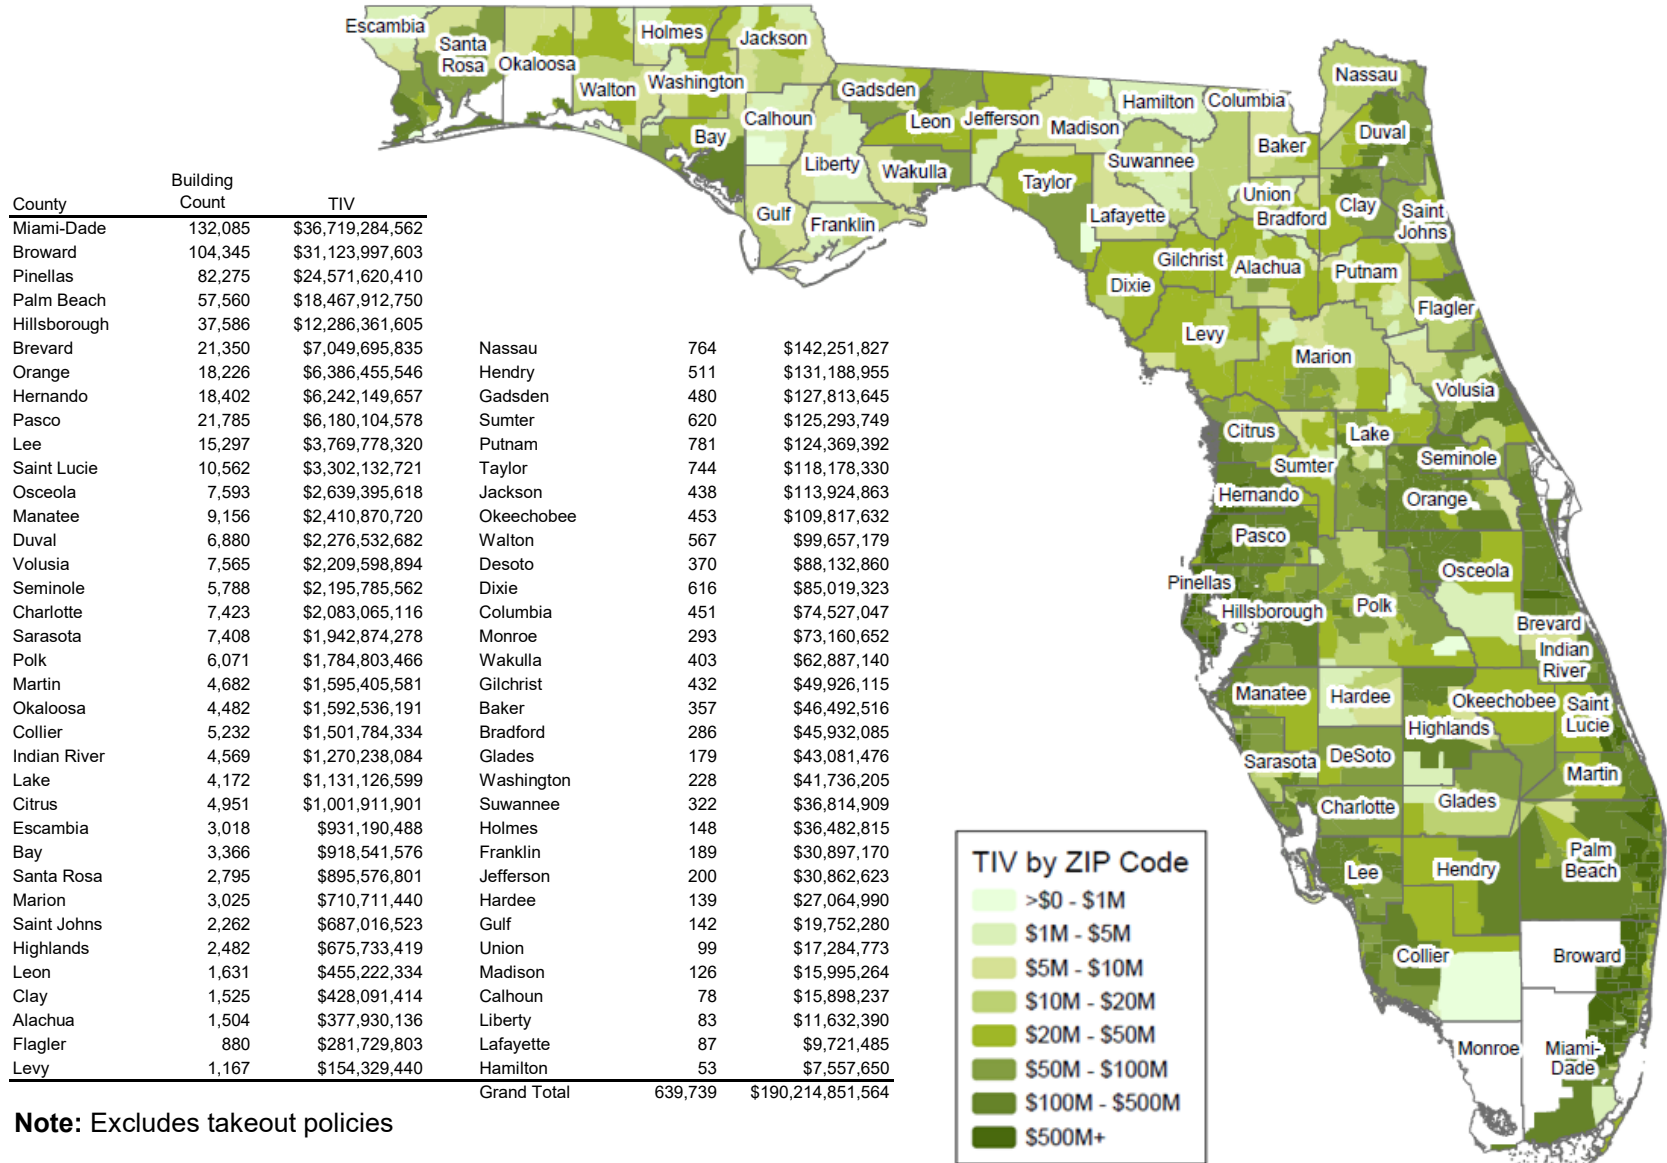 Building
County Count TIV
Miami-Dade 132,085 $36,719,284,562
Broward 104,345 $31,123,997,603
Pinellas 82,275 $24,571,620,410
Palm Beach 57,560 $18,467,912,750
Hillsborough 37,586 $12,286,361,605
Brevard 21,350 $7,049,695,835
Orange 18,226 $6,386,455,546
Hernando 18,402 $6,242,149,657
Pasco 21,785 $6,180,104,578
Lee 15,297 $3,769,778,320
Saint Lucie 10,562 $3,302,132,721
Osceola 7,593 $2,639,395,618
Manatee 9,156 $2,410,870,720
Duval 6,880 $2,276,532,682
Volusia 7,565 $2,209,598,894
Seminole 5,788 $2,195,785,562
Charlotte 7,423 $2,083,065,116
Sarasota 7,408 $1,942,874,278
Polk 6,071 $1,784,803,466
Martin 4,682 $1,595,405,581
Okaloosa 4,482 $1,592,536,191
Collier 5,232 $1,501,784,334
Indian River 4,569 $1,270,238,084
Lake 4,172 $1,131,126,599
Citrus 4,951 $1,001,911,901
Escambia 3,018 $931,190,488
Bay 3,366 $918,541,576
Santa Rosa 2,795 $895,576,801
Marion 3,025 $710,711,440
Saint Johns 2,262 $687,016,523
Highlands 2,482 $675,733,419
Leon 1,631 $455,222,334
Clay 1,525 $428,091,414
Alachua 1,504 $377,930,136
Flagler 880 $281,729,803
Levy 1,167 $154,329,440
Nassau 764 $142,251,827
Hendry 511 $131,188,955
Gadsden 480 $127,813,645
Sumter 620 $125,293,749
Putnam 781 $124,369,392
Taylor 744 $118,178,330
Jackson 438 $113,924,863
Okeechobee 453 $109,817,632
Walton 567 $99,657,179
Desoto 370 $88,132,860
Dixie 616 $85,019,323
Columbia 451 $74,527,047
Monroe 293 $73,160,652
Wakulla 403 $62,887,140
Gilchrist 432 $49,926,115
Baker 357 $46,492,516
Bradford 286 $45,932,085
Glades 179 $43,081,476
Washington 228 $41,736,205
Suwannee 322 $36,814,909
Holmes 148 $36,482,815
Franklin 189 $30,897,170
Jefferson 200 $30,862,623
Hardee 139 $27,064,990
Gulf 142 $19,752,280
Union 99 $17,284,773
Madison 126 $15,995,264
Calhoun 78 $15,898,237
Liberty 83 $11,632,390
Lafayette 87 $9,721,485
Hamilton 53 $7,557,650
Grand Total 639,739 $190,214,851,564
Note: Excludes takeout policies
Escambia
Santa
Rosa
Okaloosa
Walton
Holmes
Washington
Jackson
Bay
Calhoun
Gulf
Liberty
Franklin
Gadsden
Leon
Wakulla
Jefferson
Madison
Taylor
Hamilton
Suwannee
Lafayette
Columbia
Baker
Union
Bradford
Nassau
Duval
Clay
Saint
Johns
Dixie
Gilchrist
Alachua
Putnam
Flagler
Levy
Marion
Volusia
Citrus
Lake
Sumter
Seminole
Hernando
Orange
Pasco
Osceola
Pinellas
Hillsborough
Polk
Brevard
Indian
River
Manatee
Hardee
Okeechobee
Saint
Lucie
Highlands
Sarasota
DeSoto
Martin
Charlotte
Glades
Lee
Hendry
Palm
Beach
Collier
Broward
Monroe
Miami-
Dade
TIV by ZIP Code
>$0 - $1M
$1M - $5M
$5M - $10M
$10M - $20M
$20M - $50M
$50M - $100M
$100M - $500M
$500M+